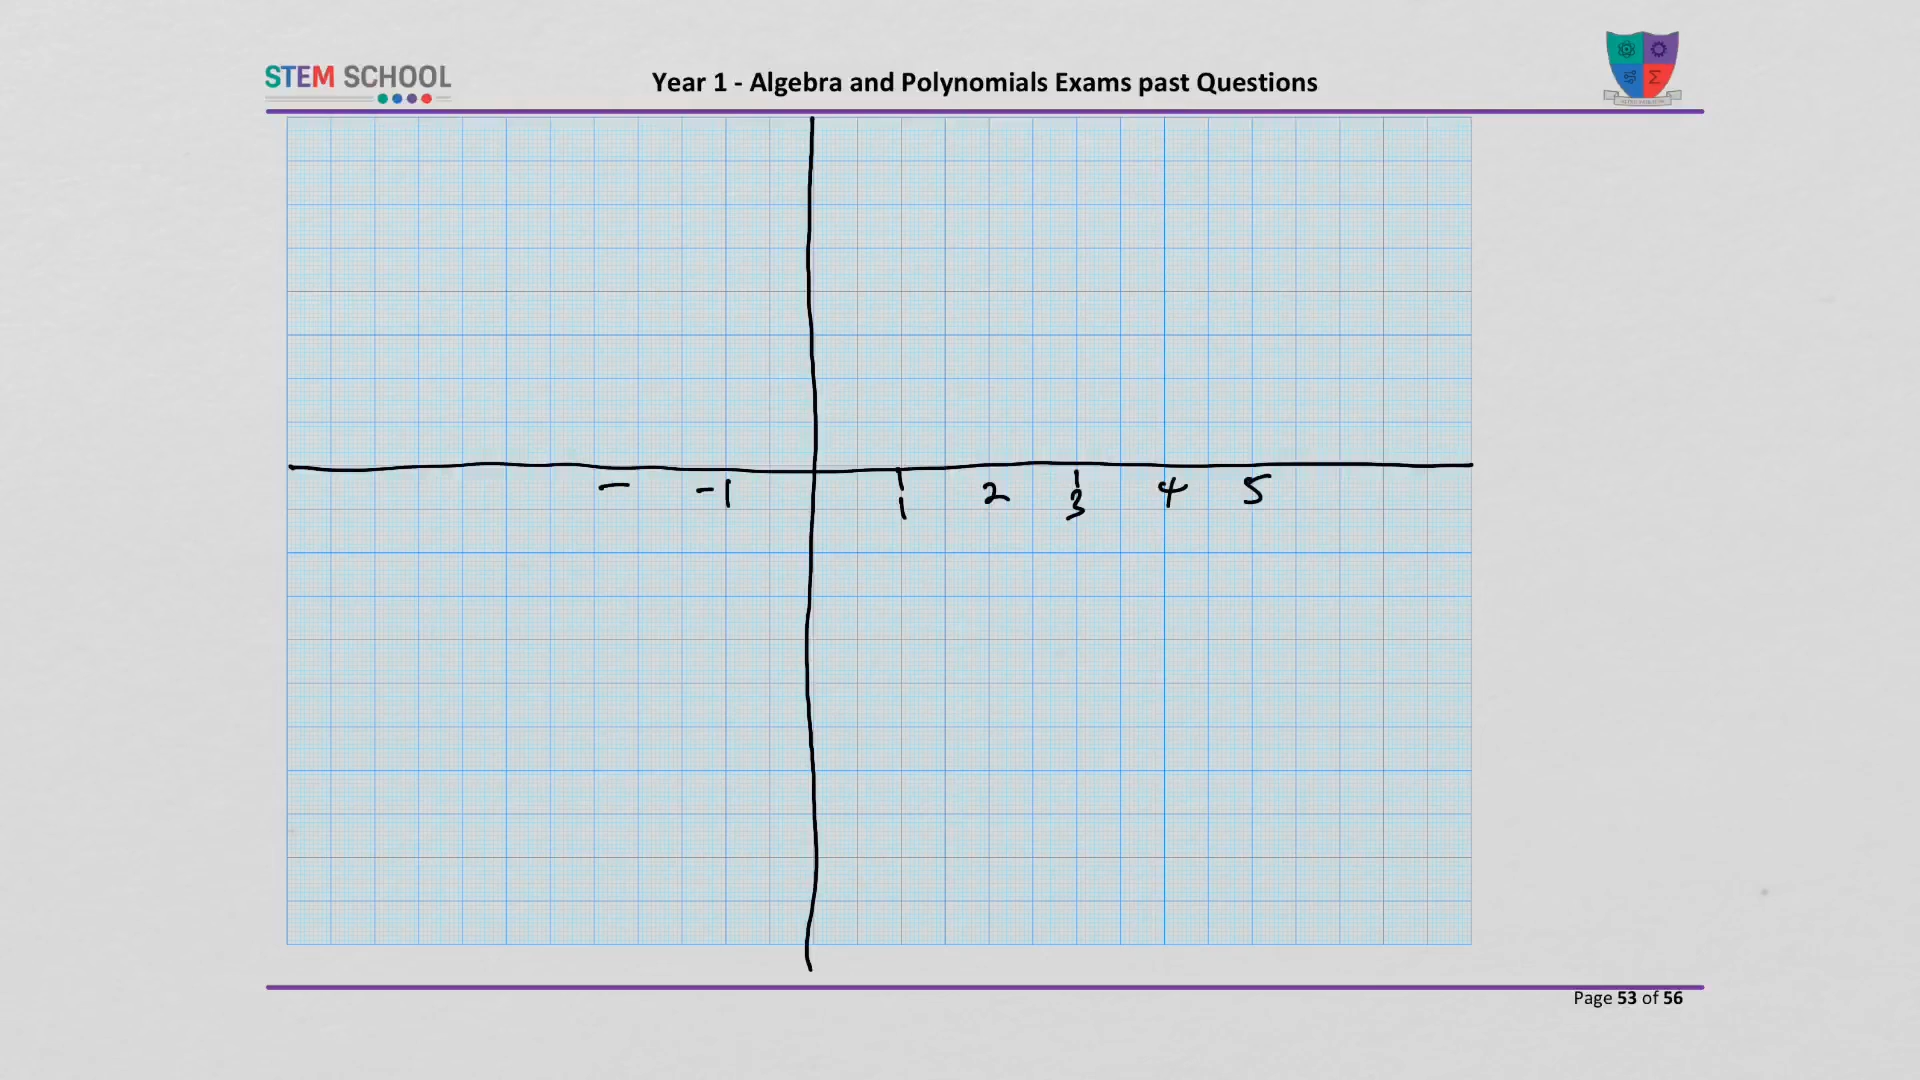 STEM SCHOOL
Year 1 - Algebra and Polynomials Exams past Questions
- -1 1 2 3 4 5
Page 53 of 56